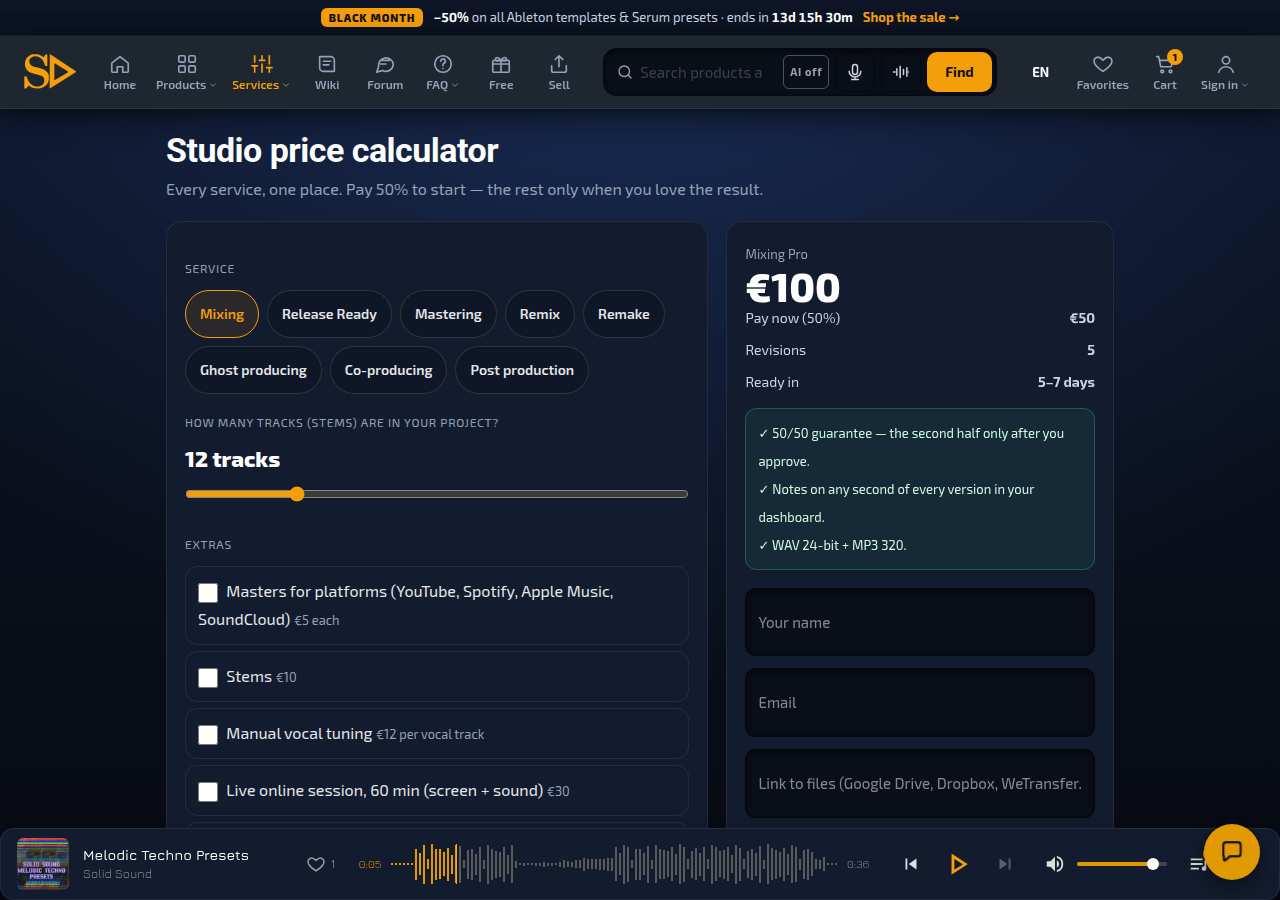 BLACK MONTH −50% on all Ableton templates & Serum presets · ends in 13d 15h 30m Shop the sale →
Home Products Services Wiki Forum FAQ Free Sell
Search products a AI off Find
EN Favorites 1 Cart Sign in
Studio price calculator
Every service, one place. Pay 50% to start — the rest only when you love the result.
SERVICE
Mixing Release Ready Mastering Remix Remake
Ghost producing Co-producing Post production
HOW MANY TRACKS (STEMS) ARE IN YOUR PROJECT?
12 tracks
EXTRAS
Masters for platforms (YouTube, Spotify, Apple Music,
SoundCloud) €5 each
Stems €10
Manual vocal tuning €12 per vocal track
Live online session, 60 min (screen + sound) €30
Mixing Pro
€100
Pay now (50%) €50
Revisions 5
Ready in 5–7 days
✓ 50/50 guarantee — the second half only after you
approve.
✓ Notes on any second of every version in your
dashboard.
✓ WAV 24-bit + MP3 320.
Your name
Email
Link to files (Google Drive, Dropbox, WeTransfer.
SOLID SOUND
MELODIC TECHNO
PRESETS
Melodic Techno Presets
Solid Sound
1
0:05
0:36